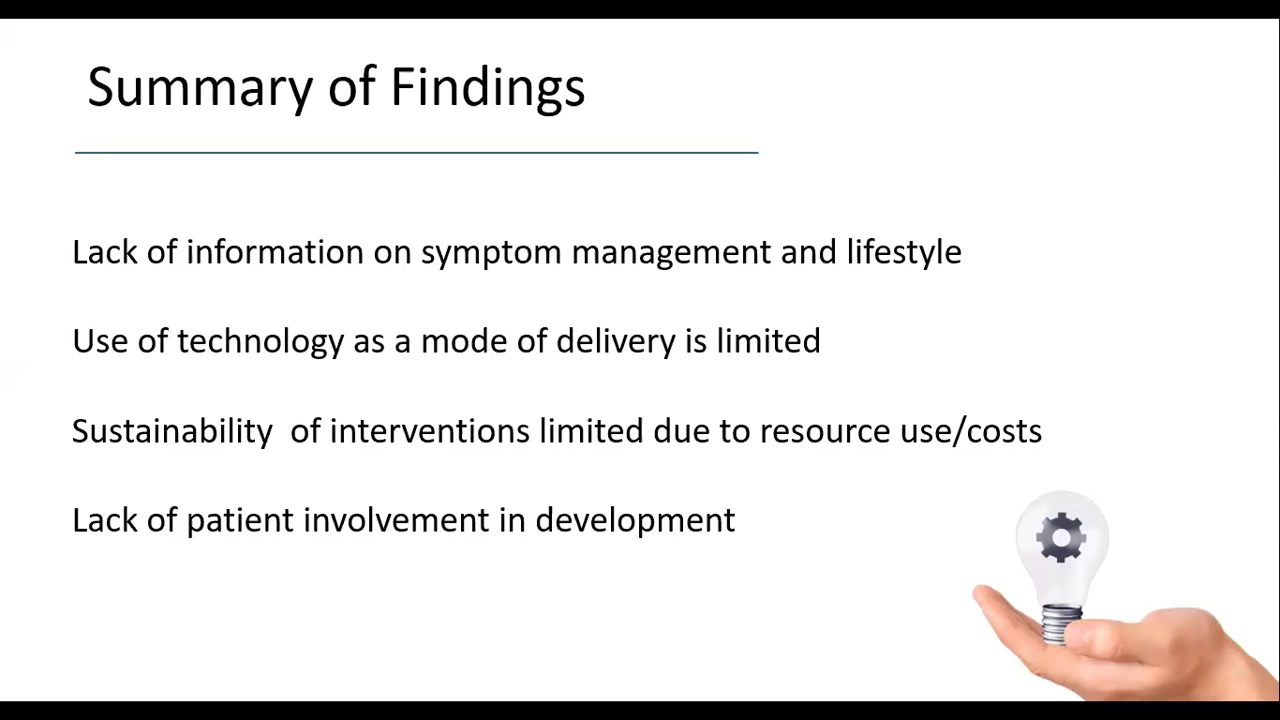 Summary of Findings
Lack of information on symptom management and lifestyle
Use of technology as a mode of delivery is limited
Sustainability  of interventions limited due to resource use/costs
Lack of patient involvement in development